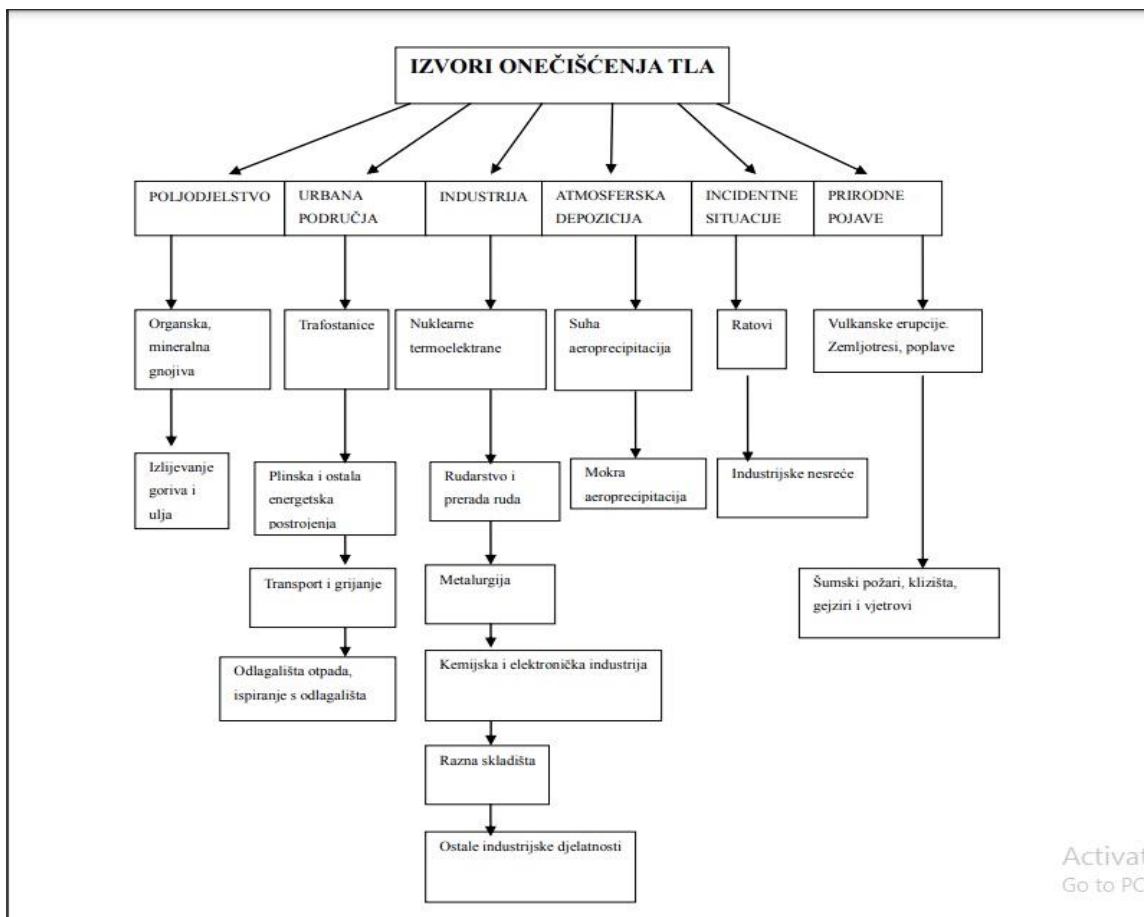 IZVORI ONEČIŠĆENJA TLA
POLJODJELSTVO
URBANA
PODRUČJA
INDUSTRIJA
ATMOSFERSKA
DEPOZICIJA
INCIDENTNE
SITUACIJE
PRIRODNE
POJAVE
Organska,
mineralna
gnojiva
Trafostanice
Nuklearne
termoelektrane
Suha
aeroprecipitacija
Ratovi
Vulkanske erupcije.
Zemljotresi, poplave
Izlijevanje
goriva i
ulja
Plinska i ostala
energetska
postrojenja
Rudarstvo i
prerada ruda
Mokra
aeroprecipitacija
Industrijske nesreće
Transport i grijanje
Metalurgija
Šumski požari, klizišta,
gejziri i vjetrovi
Odlagališta otpada,
ispiranje s odlagališta
Kemijska i elektronička industrija
Razna skladišta
Ostale industrijske djelatnosti
Activat
Go to PC